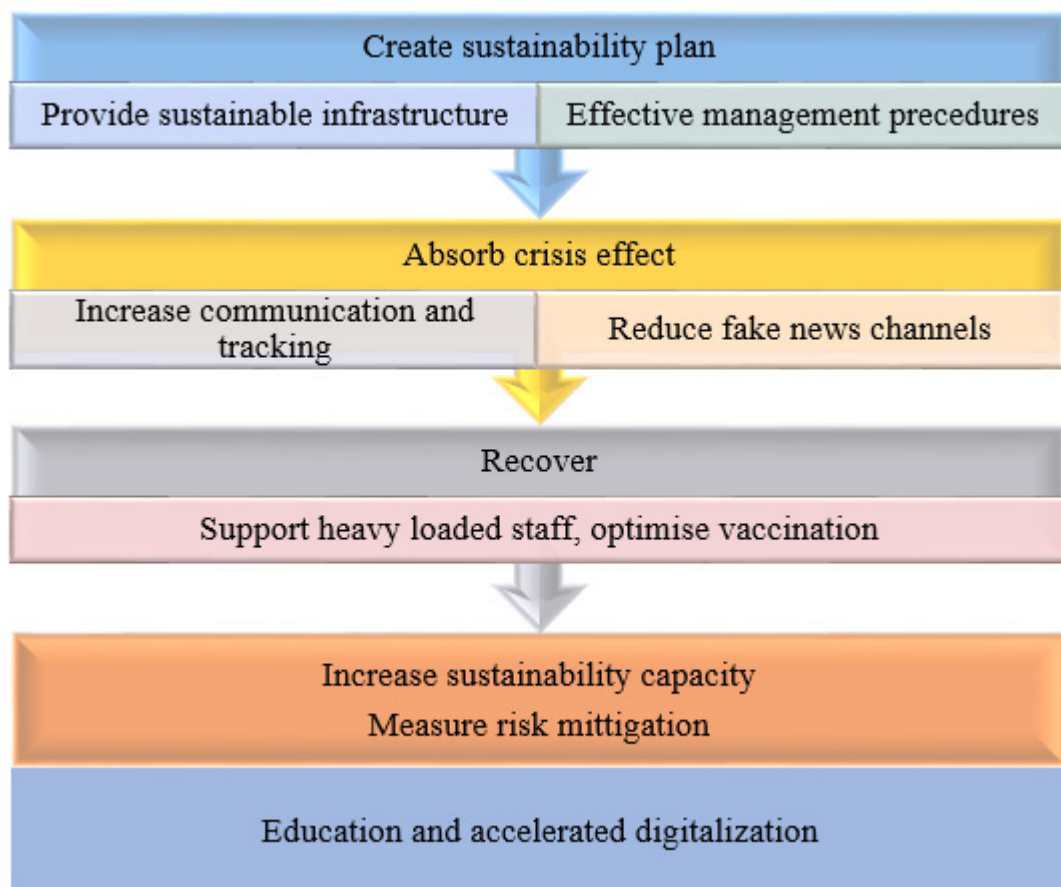 Create sustainability plan
Provide sustainable infrastructure
Effective management precedures
Absorb crisis effect
Increase communication and
tracking
Reduce fake news channels
Recover
Support heavy loaded staff, optimise vaccination
Increase sustainability capacity
Measure risk mittigation
Education and accelerated digitalization